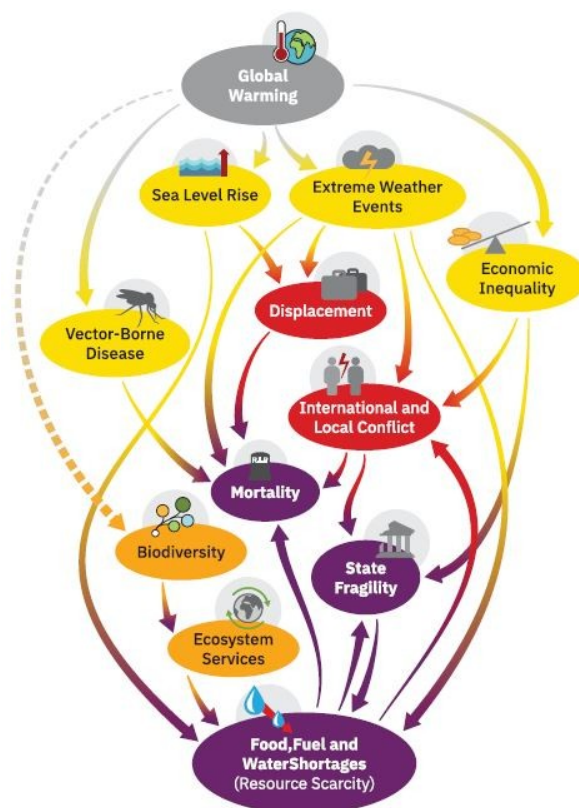 Global
Warming
Sea Level Rise
Extreme Weather
Events
Economic
Inequality
Displacement
Vector-Borne
Disease
International and
Local Conflict
R.I.P
Mortality
Biodiversity
State
Fragility
Ecosystem
Services
Food,Fuel and
WaterShortages
(Resource Scarcity)